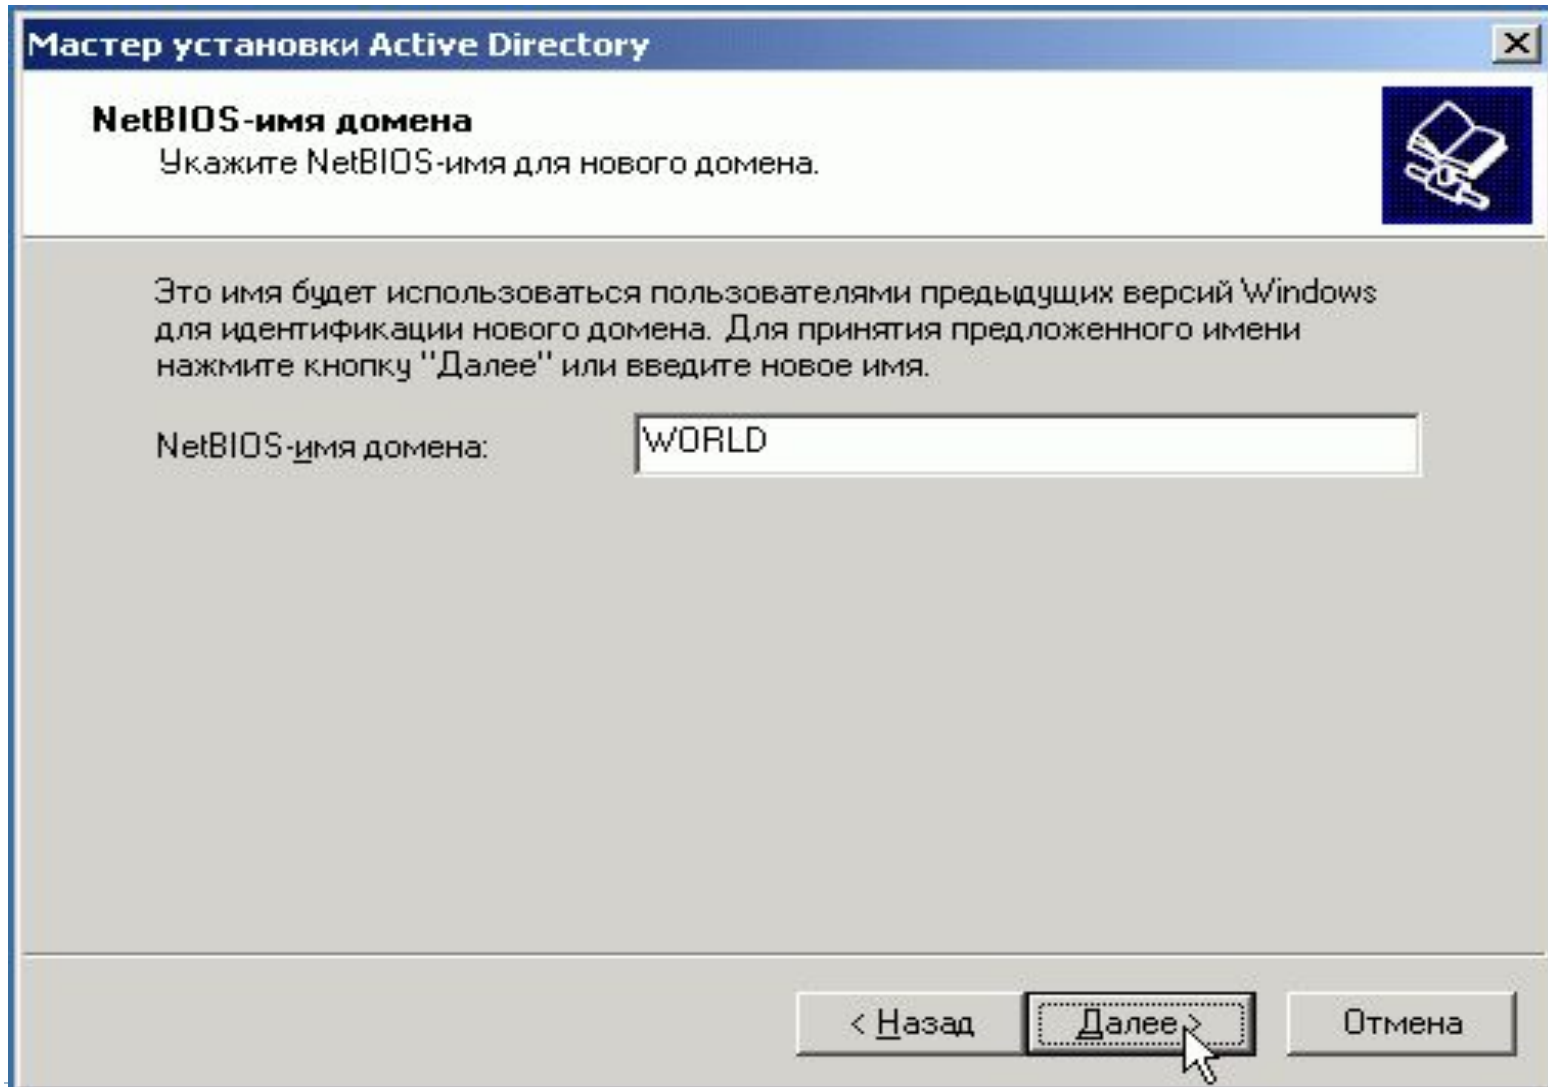 Мастер установки Active Directory
NetBIOS-имя домена
Укажите NetBIOS-имя для нового домена.
Это имя будет использоваться пользователями предыдущих версий Windows
для идентификации нового домена. Для принятия предложенного имени
нажмите кнопку "Далее" или введите новое имя.
NetBIOS-имя домена: WORLD
< Назад Далее > Отмена